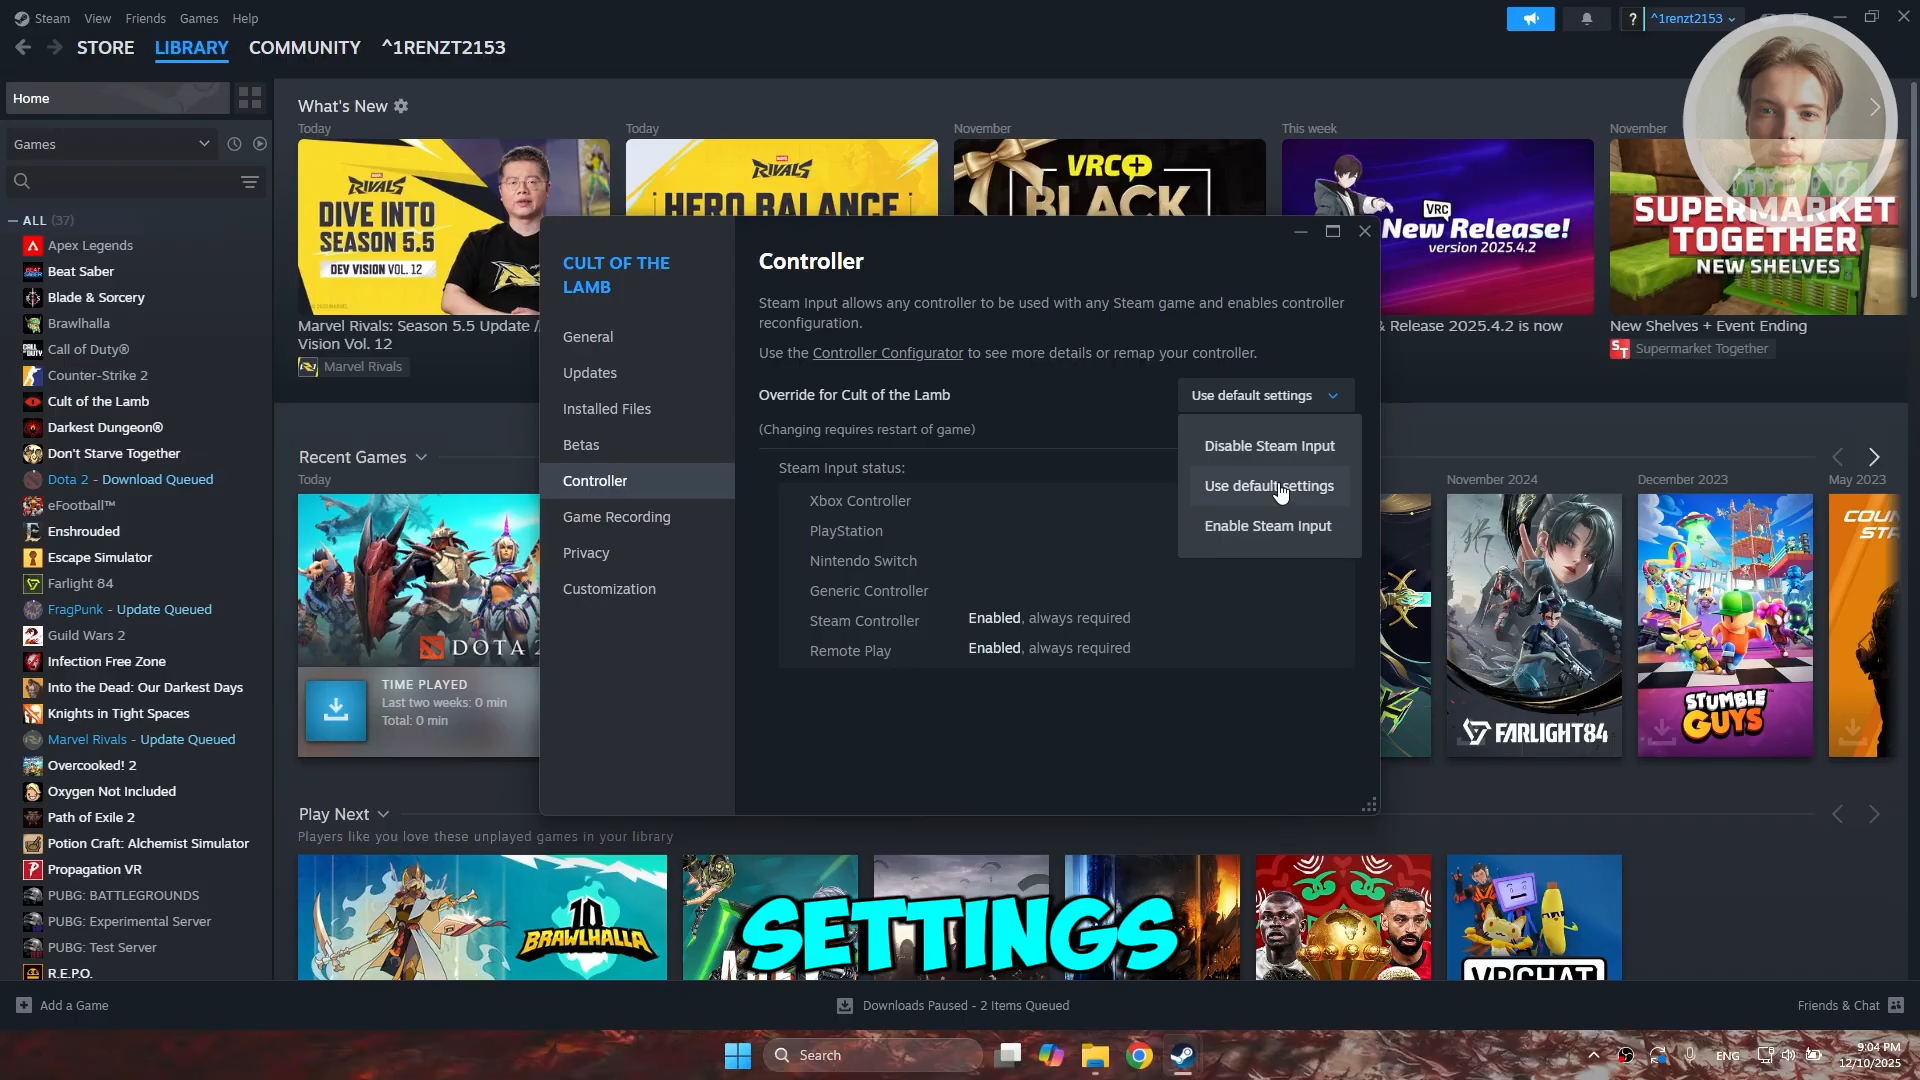 Steam View Friends Games Help
? ^1renzt2153
STORE LIBRARY COMMUNITY ^1RENZT2153
Home
What's New
Today
Today
November
This week
November
Games
RIVALS
DIVE INTO
SEASON 5.5
DEV VISION VOL. 12
RIVALS
HERO BALANCE
VRC+
BLACK
VRC
New Release!
version 2025.4.2
SUPERMARKET
TOGETHER
NEW SHELVES
Marvel Rivals: Season 5.5 Update /
Vision Vol. 12
Marvel Rivals
& Release 2025.4.2 is now
New Shelves + Event Ending
Supermarket Together
ALL (37)
Apex Legends
Beat Saber
Blade & Sorcery
Brawlhalla
Call of Duty®
Counter-Strike 2
Cult of the Lamb
Darkest Dungeon®
Don't Starve Together
Dota 2 - Download Queued
eFootball™
Enshrouded
Escape Simulator
Farlight 84
FragPunk - Update Queued
Guild Wars 2
Infection Free Zone
Into the Dead: Our Darkest Days
Knights in Tight Spaces
Marvel Rivals - Update Queued
Overcooked! 2
Oxygen Not Included
Path of Exile 2
Potion Craft: Alchemist Simulator
Propagation VR
PUBG: BATTLEGROUNDS
PUBG: Experimental Server
PUBG: Test Server
R.E.P.O.
CULT OF THE
LAMB
General
Updates
Installed Files
Betas
Controller
Game Recording
Privacy
Customization
Controller
Steam Input allows any controller to be used with any Steam game and enables controller
reconfiguration.
Use the Controller Configurator to see more details or remap your controller.
Override for Cult of the Lamb
Use default settings
(Changing requires restart of game)
Disable Steam Input
Use default settings
Enable Steam Input
Steam Input status:
Xbox Controller
PlayStation
Nintendo Switch
Generic Controller
Steam Controller Enabled, always required
Remote Play Enabled, always required
Recent Games
Today
November 2024
December 2023
May 2023
DOTA 2
TIME PLAYED
Last two weeks: 0 min
Total: 0 min
FARLIGHT84
STUMBLE
GUYS
COUN
STR
Play Next
Players like you love these unplayed games in your library
10
BRAWLHALLA
VRCHAT
SETTINGS
Add a Game
Downloads Paused - 2 Items Queued
Friends & Chat
Search
ENG
9:04 PM
12/10/2025